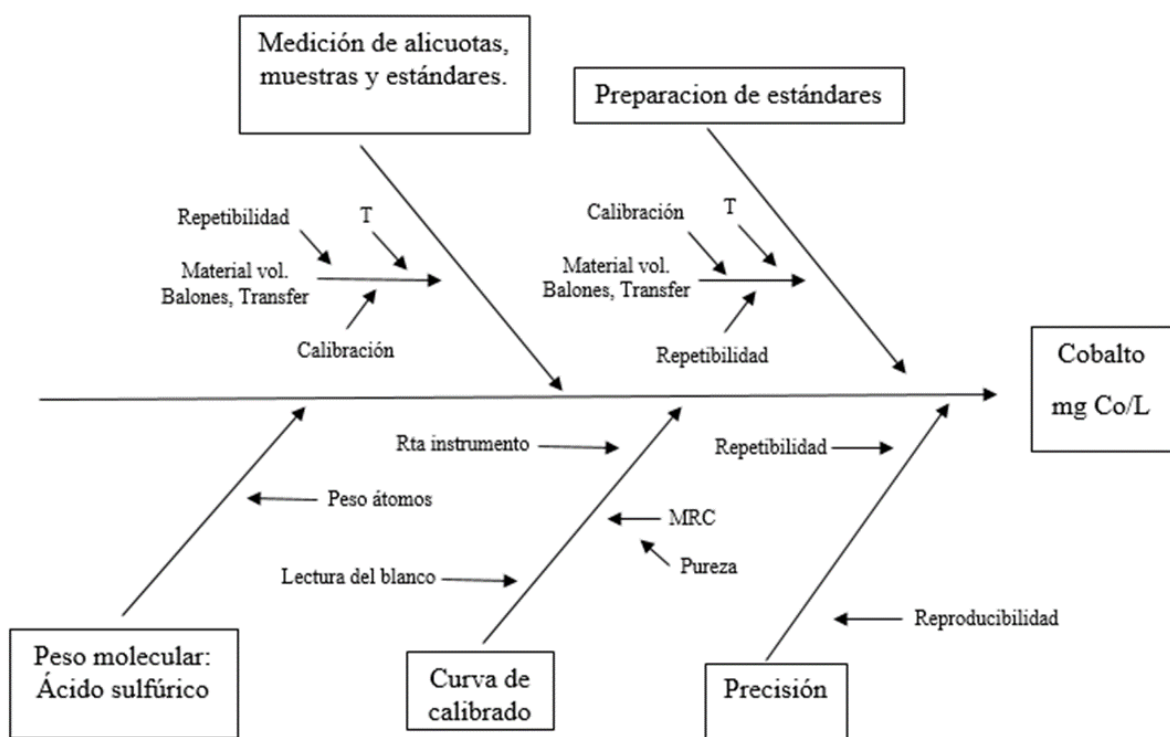 Medición de alicuotas,
muestras y estándares.
Preparacion de estándares
Repetibilidad
T
Material vol.
Balones, Transfer
Calibración
Calibración
T
Material vol.
Balones, Transfer
Repetibilidad
Cobalto
mg Co/L
Rta instrumento
Repetibilidad
Peso átomos
MRC
Lectura del blanco
Pureza
Reproducibilidad
Peso molecular:
Ácido sulfúrico
Curva de
calibrado
Precisión